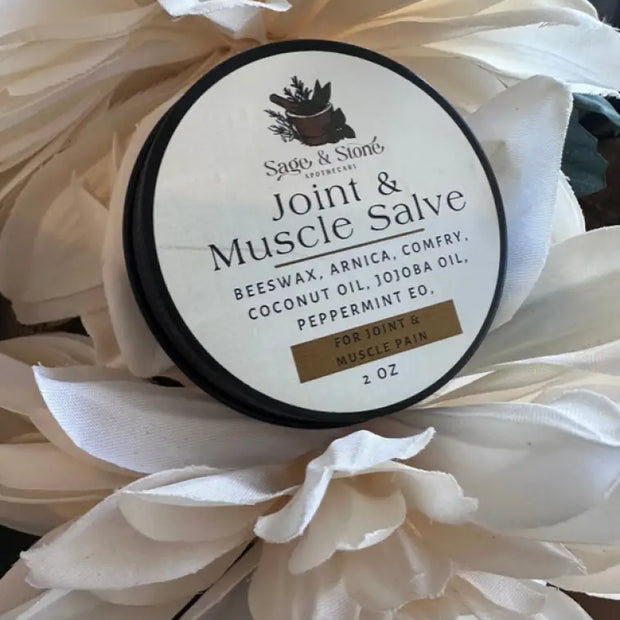 Sage & Stone
APOTHECARY
Joint &
Muscle Salve
BEESWAX, ARNICA, COMFRY,
COCONUT OIL, JOJOBA OIL,
PEPPERMINT EO,
FOR JOINT &
MUSCLE PAIN
2 OZ